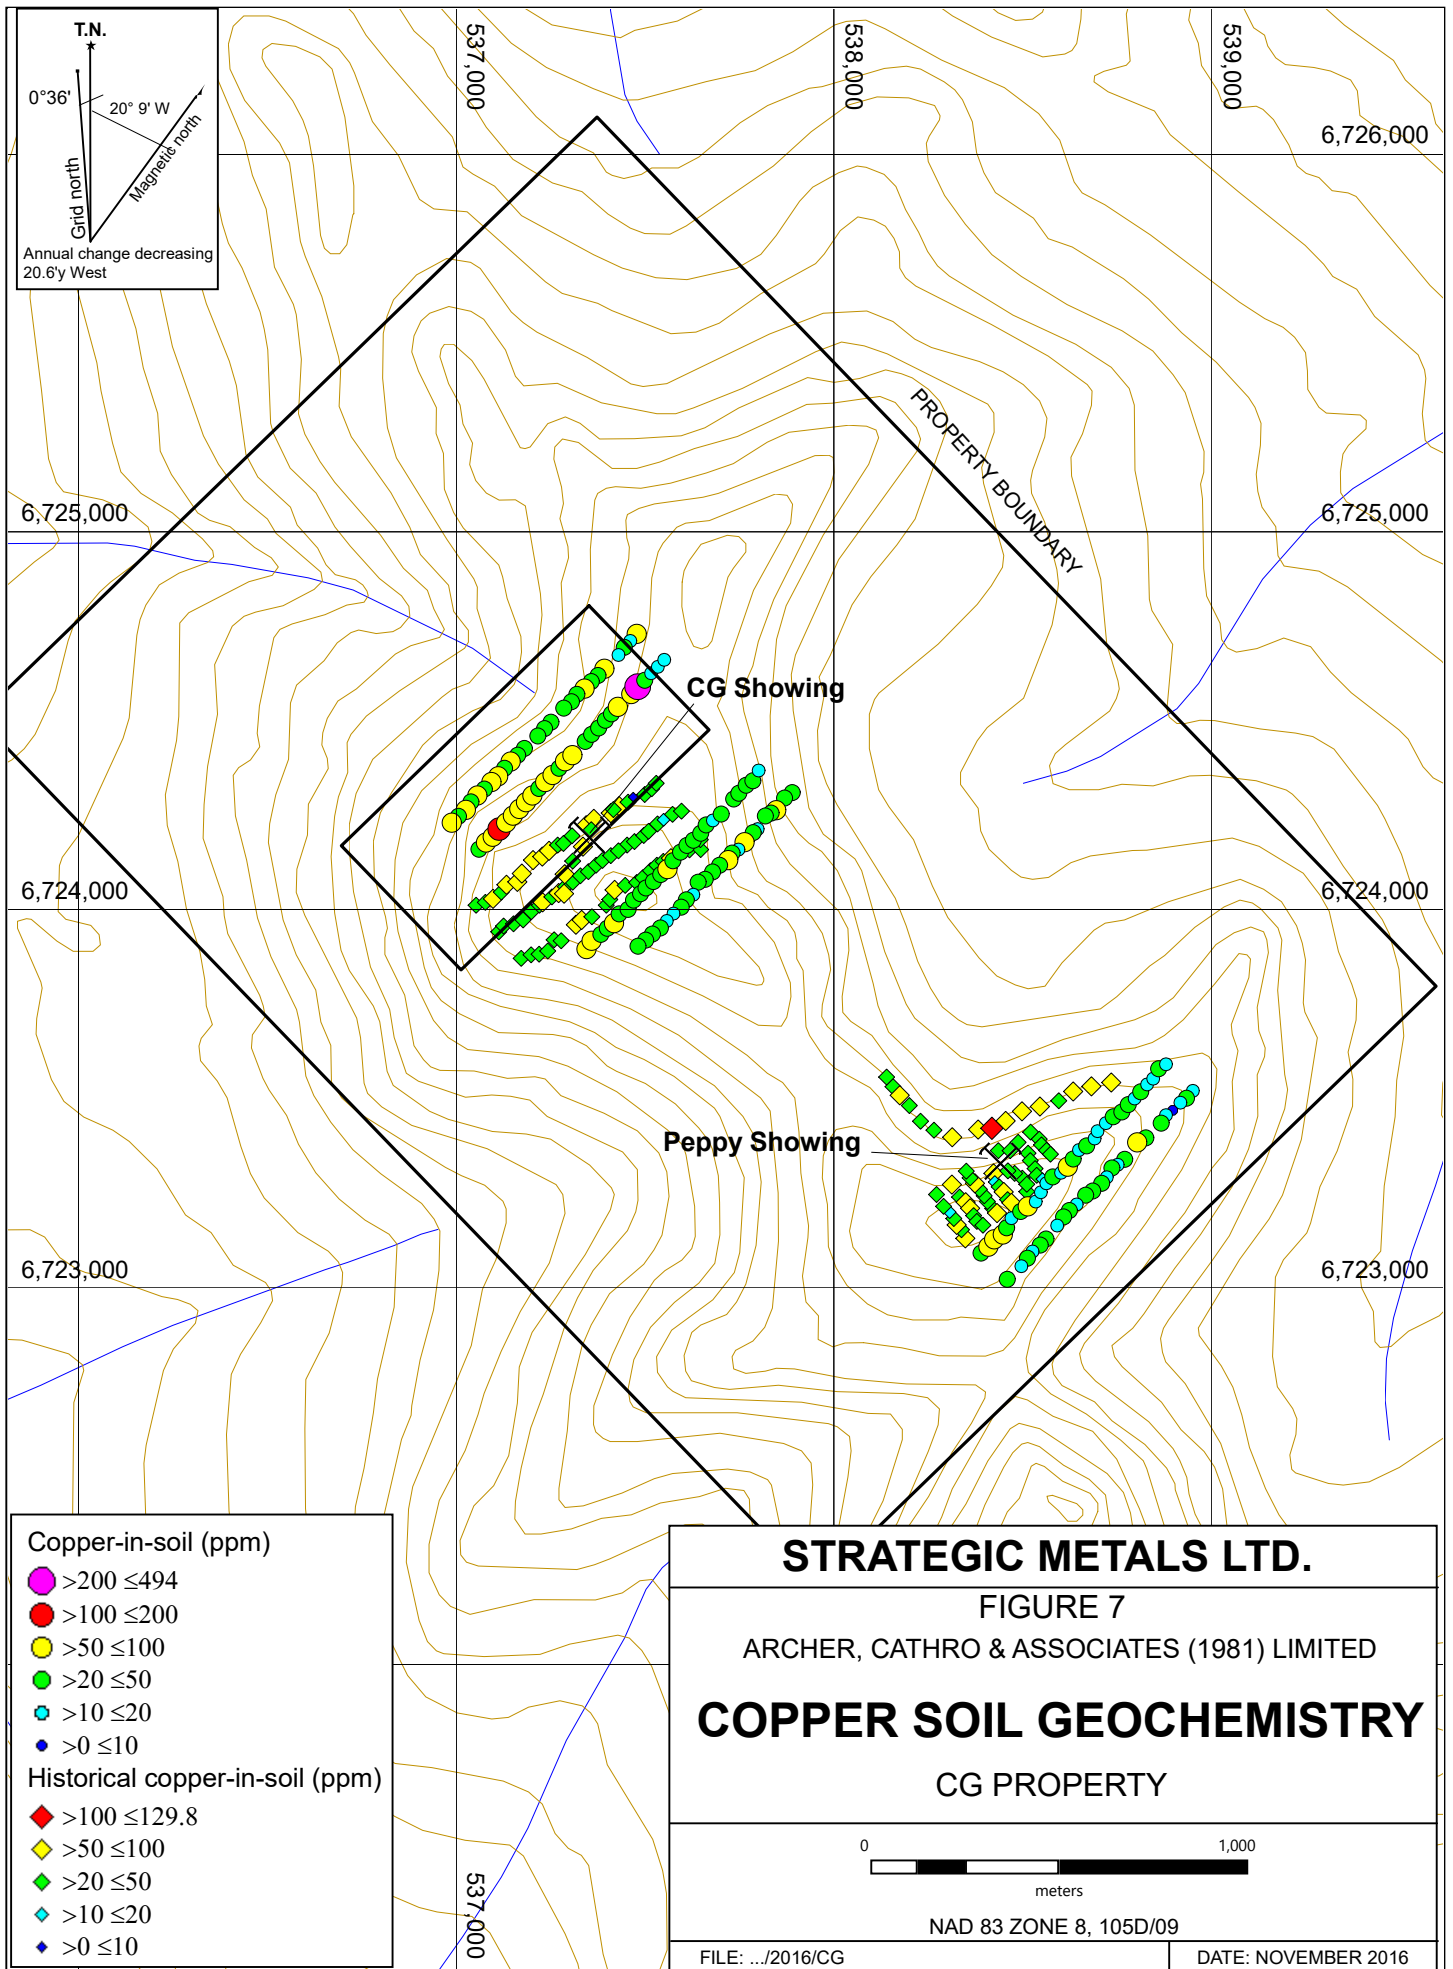 T.N.
0°36'
20° 9' W
Grid north
Magnetic north
Annual change decreasing
20.6'y West
537,000
538,000
539,000
6,726,000
PROPERTY BOUNDARY
6,725,000
6,725,000
CG Showing
6,724,000
6,724,000
Peppy Showing
6,723,000
6,723,000
Copper-in-soil (ppm)
>200 ≤494
>100 ≤200
>50 ≤100
>20 ≤50
>10 ≤20
>0 ≤10
Historical copper-in-soil (ppm)
>100 ≤129.8
>50 ≤100
>20 ≤50
>10 ≤20
>0 ≤10
537,000
STRATEGIC METALS LTD.
FIGURE 7
ARCHER, CATHRO & ASSOCIATES (1981) LIMITED
COPPER SOIL GEOCHEMISTRY
CG PROPERTY
0 1,000
meters
NAD 83 ZONE 8, 105D/09
FILE: .../2016/CG
DATE: NOVEMBER 2016